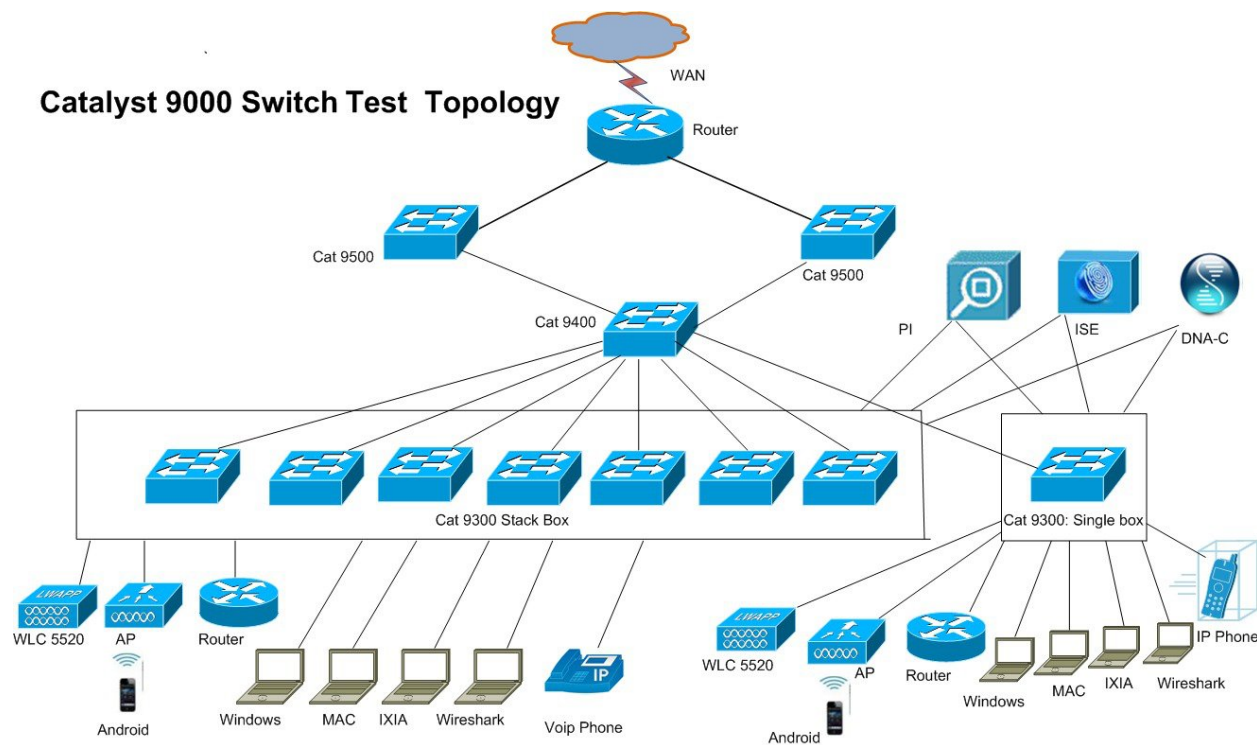 WAN
Catalyst 9000 Switch Test Topology
Router
Cat 9500
Cat 9500
Cat 9400
PI
ISE
DNA-C
Cat 9300 Stack Box
Cat 9300: Single box
LWAPP
WLC 5520
AP
Router
Android
Windows
MAC
IXIA
Wireshark
IP
Voip Phone
LWAPP
WLC 5520
AP
Router
Android
Windows
MAC
IXIA
Wireshark
IP Phone